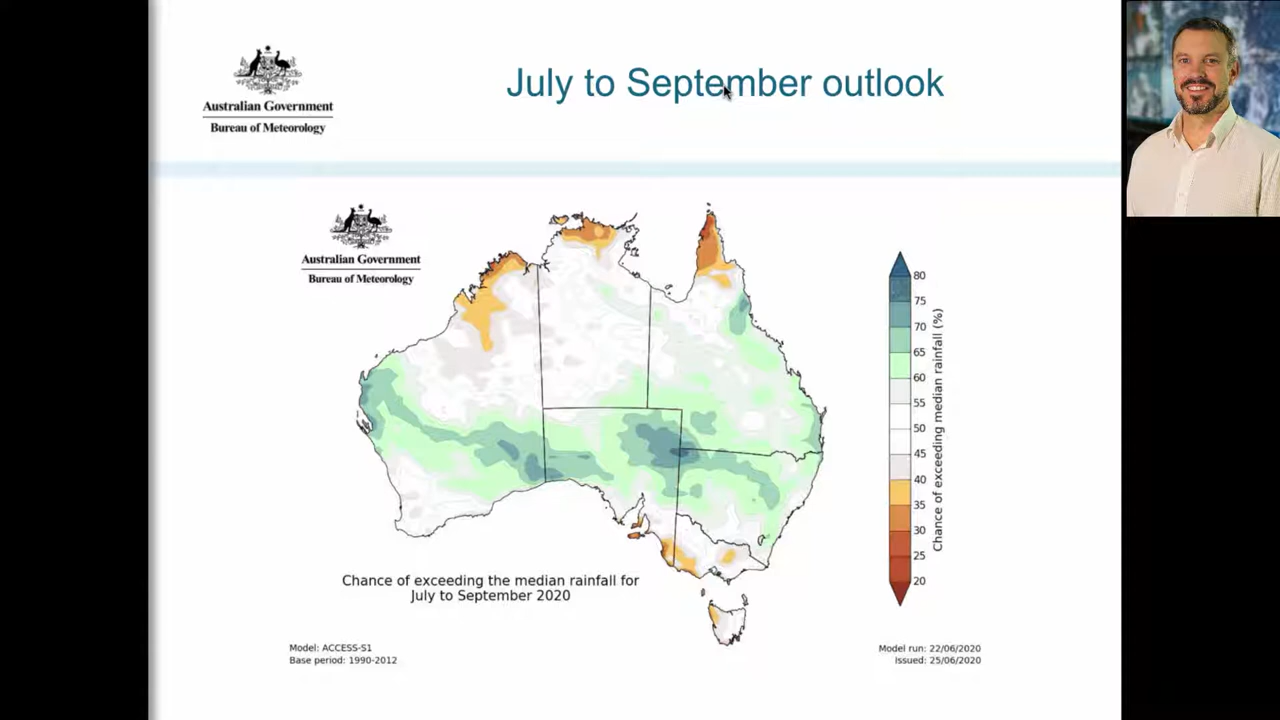 July to September outlook
Australian Government
Bureau of Meteorology
Australian Government
Bureau of Meteorology
80
75
70
65
60
55
50
45
40
35
30
25
20
Chance of exceeding median rainfall (%)
Chance of exceeding the median rainfall for
July to September 2020
Model: ACCESS-S1
Base period: 1990-2012
Model run: 22/06/2020
Issued: 25/06/2020